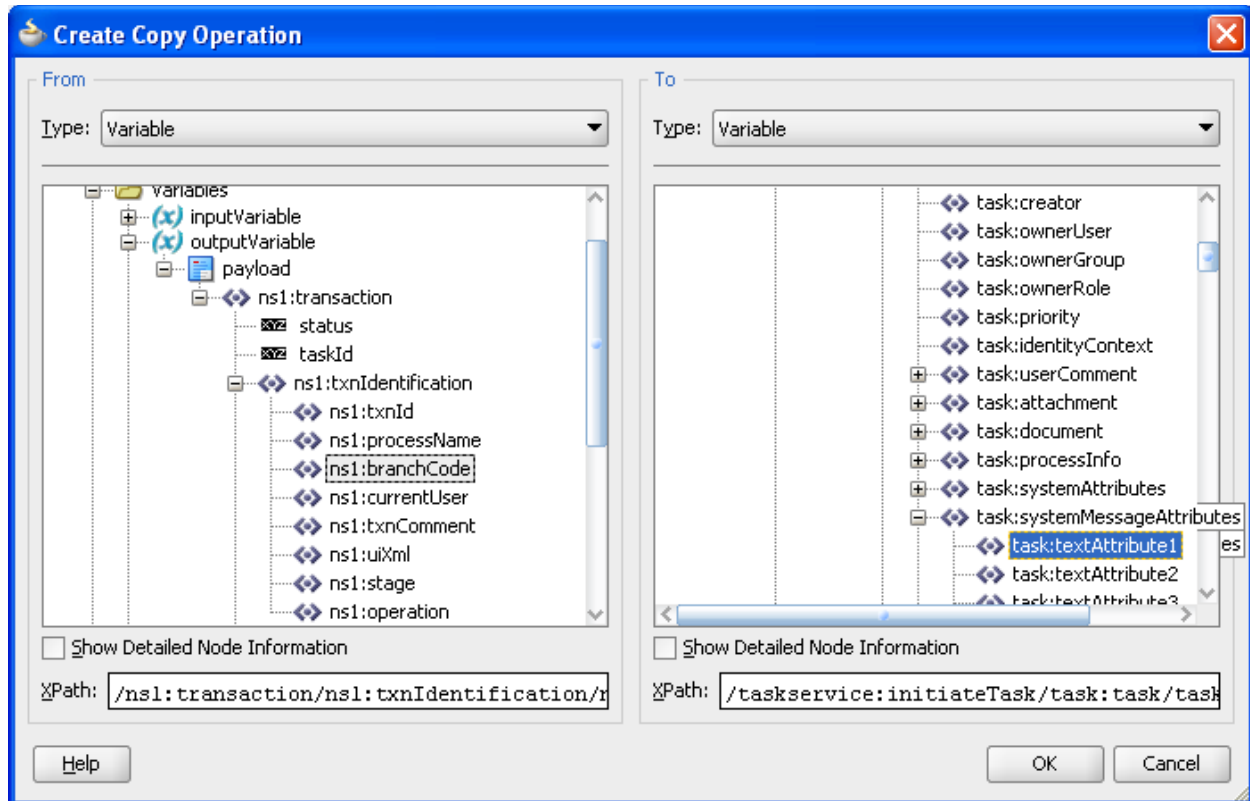 Create Copy Operation
From
Type: Variable
Variables
(x) inputVariable
(x) outputVariable
payload
ns1:transaction
XYZ status
XYZ taskId
ns1:txnIdentification
ns1:txnId
ns1:processName
ns1:branchCode
ns1:currentUser
ns1:txnComment
ns1:uiXml
ns1:stage
ns1:operation
Show Detailed Node Information
XPath: /ns1:transaction/ns1:txnIdentification/r
To
Type: Variable
task:creator
task:ownerUser
task:ownerGroup
task:ownerRole
task:priority
task:identityContext
task:userComment
task:attachment
task:document
task:processInfo
task:systemAttributes
task:systemMessageAttributes
task:textAttribute1 es
task:textAttribute2
task:textAttribute3
Show Detailed Node Information
XPath: /taskservice:initiateTask/task:task/task
Help
OK
Cancel